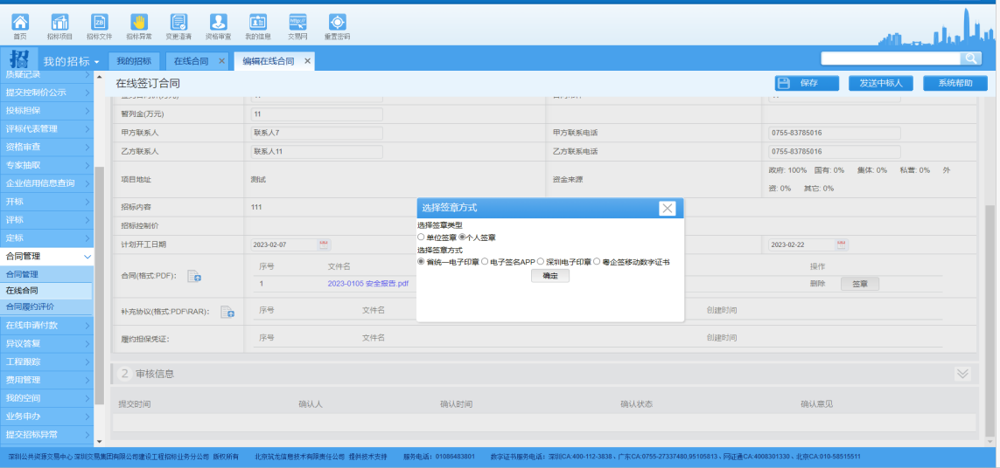 首页 招标项目 招标文件 招标异常 变更澄清 资格审查 我的信息 交易网 重置密码
招 我的招标 我的招标 在线合同 × 编辑在线合同 ×
质疑记录
提交控制价公示
投标担保
评标代表管理
资格审查
专家抽取
企业信用信息查询
开标
评标
定标
合同管理
合同管理
在线合同
合同履约评价
在线申请付款
异议答复
工程跟踪
费用管理
我的空间
业务申办
提交招标异常
在线签订合同 保存 发送中标人 系统帮助
暂列金(万元) 11
甲方联系人 联系人7 甲方联系电话 0755-83785016
乙方联系人 联系人11 乙方联系电话 0755-83785016
项目地址 测试 资金来源 政府: 100% 国有: 0% 集体: 0% 私营: 0% 外
资: 0% 其它: 0%
招标内容 111
招标控制价
计划开工日期 2023-02-07 2023-02-22
合同(格式:PDF): 序号 文件名 操作
1 2023-0105 安全报告.pdf 删除 签章
补充协议(格式:PDF\RAR): 序号 文件名 创建时间
履约担保凭证: 序号 文件名 创建时间
选择签章方式
选择签章类型
单位签章 个人签章
选择签章方式
省统一电子印章 电子签名APP 深圳电子印章 粤企签移动数字证书
确定
2 审核信息
提交时间 确认人 确认时间 确认状态 确认意见
深圳公共资源交易中心 深圳交易集团有限公司建设工程招标业务分公司 版权所有 北京筑龙信息技术有限责任公司 提供技术支持 服务电话: 01086483801 数字证书服务电话: 深圳CA:400-112-3838、广东CA:0755-27337480,95105813、网证通CA:4008301330、北京CA:010-58515511